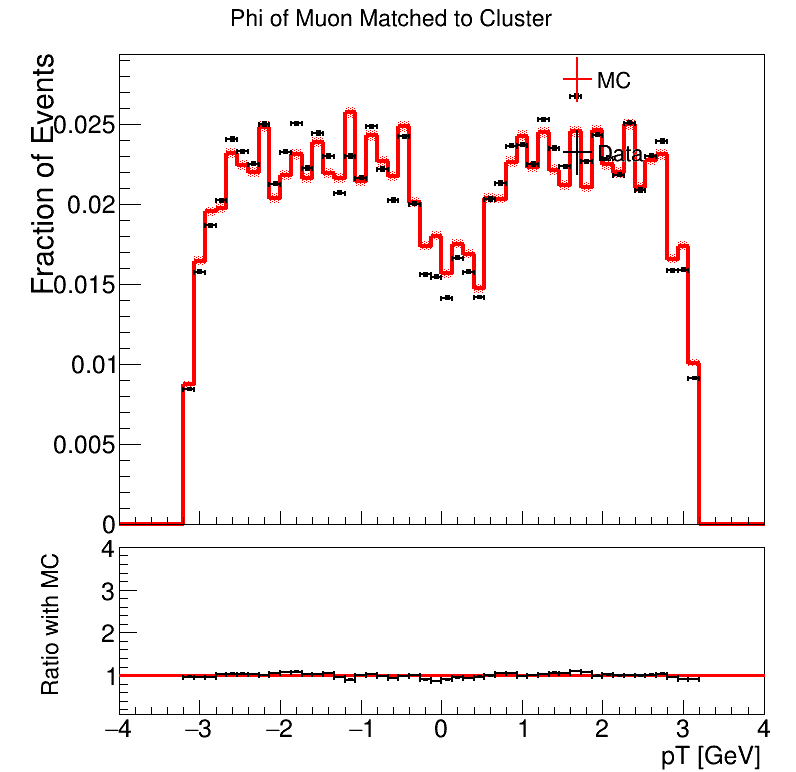 Phi of Muon Matched to Cluster
Fraction of Events
0.025
0.02
0.015
0.01
0.005
0
MC
Data
Ratio with MC
4
3
2
1
−4 −3 −2 −1 0 1 2 3 4
pT [GeV]